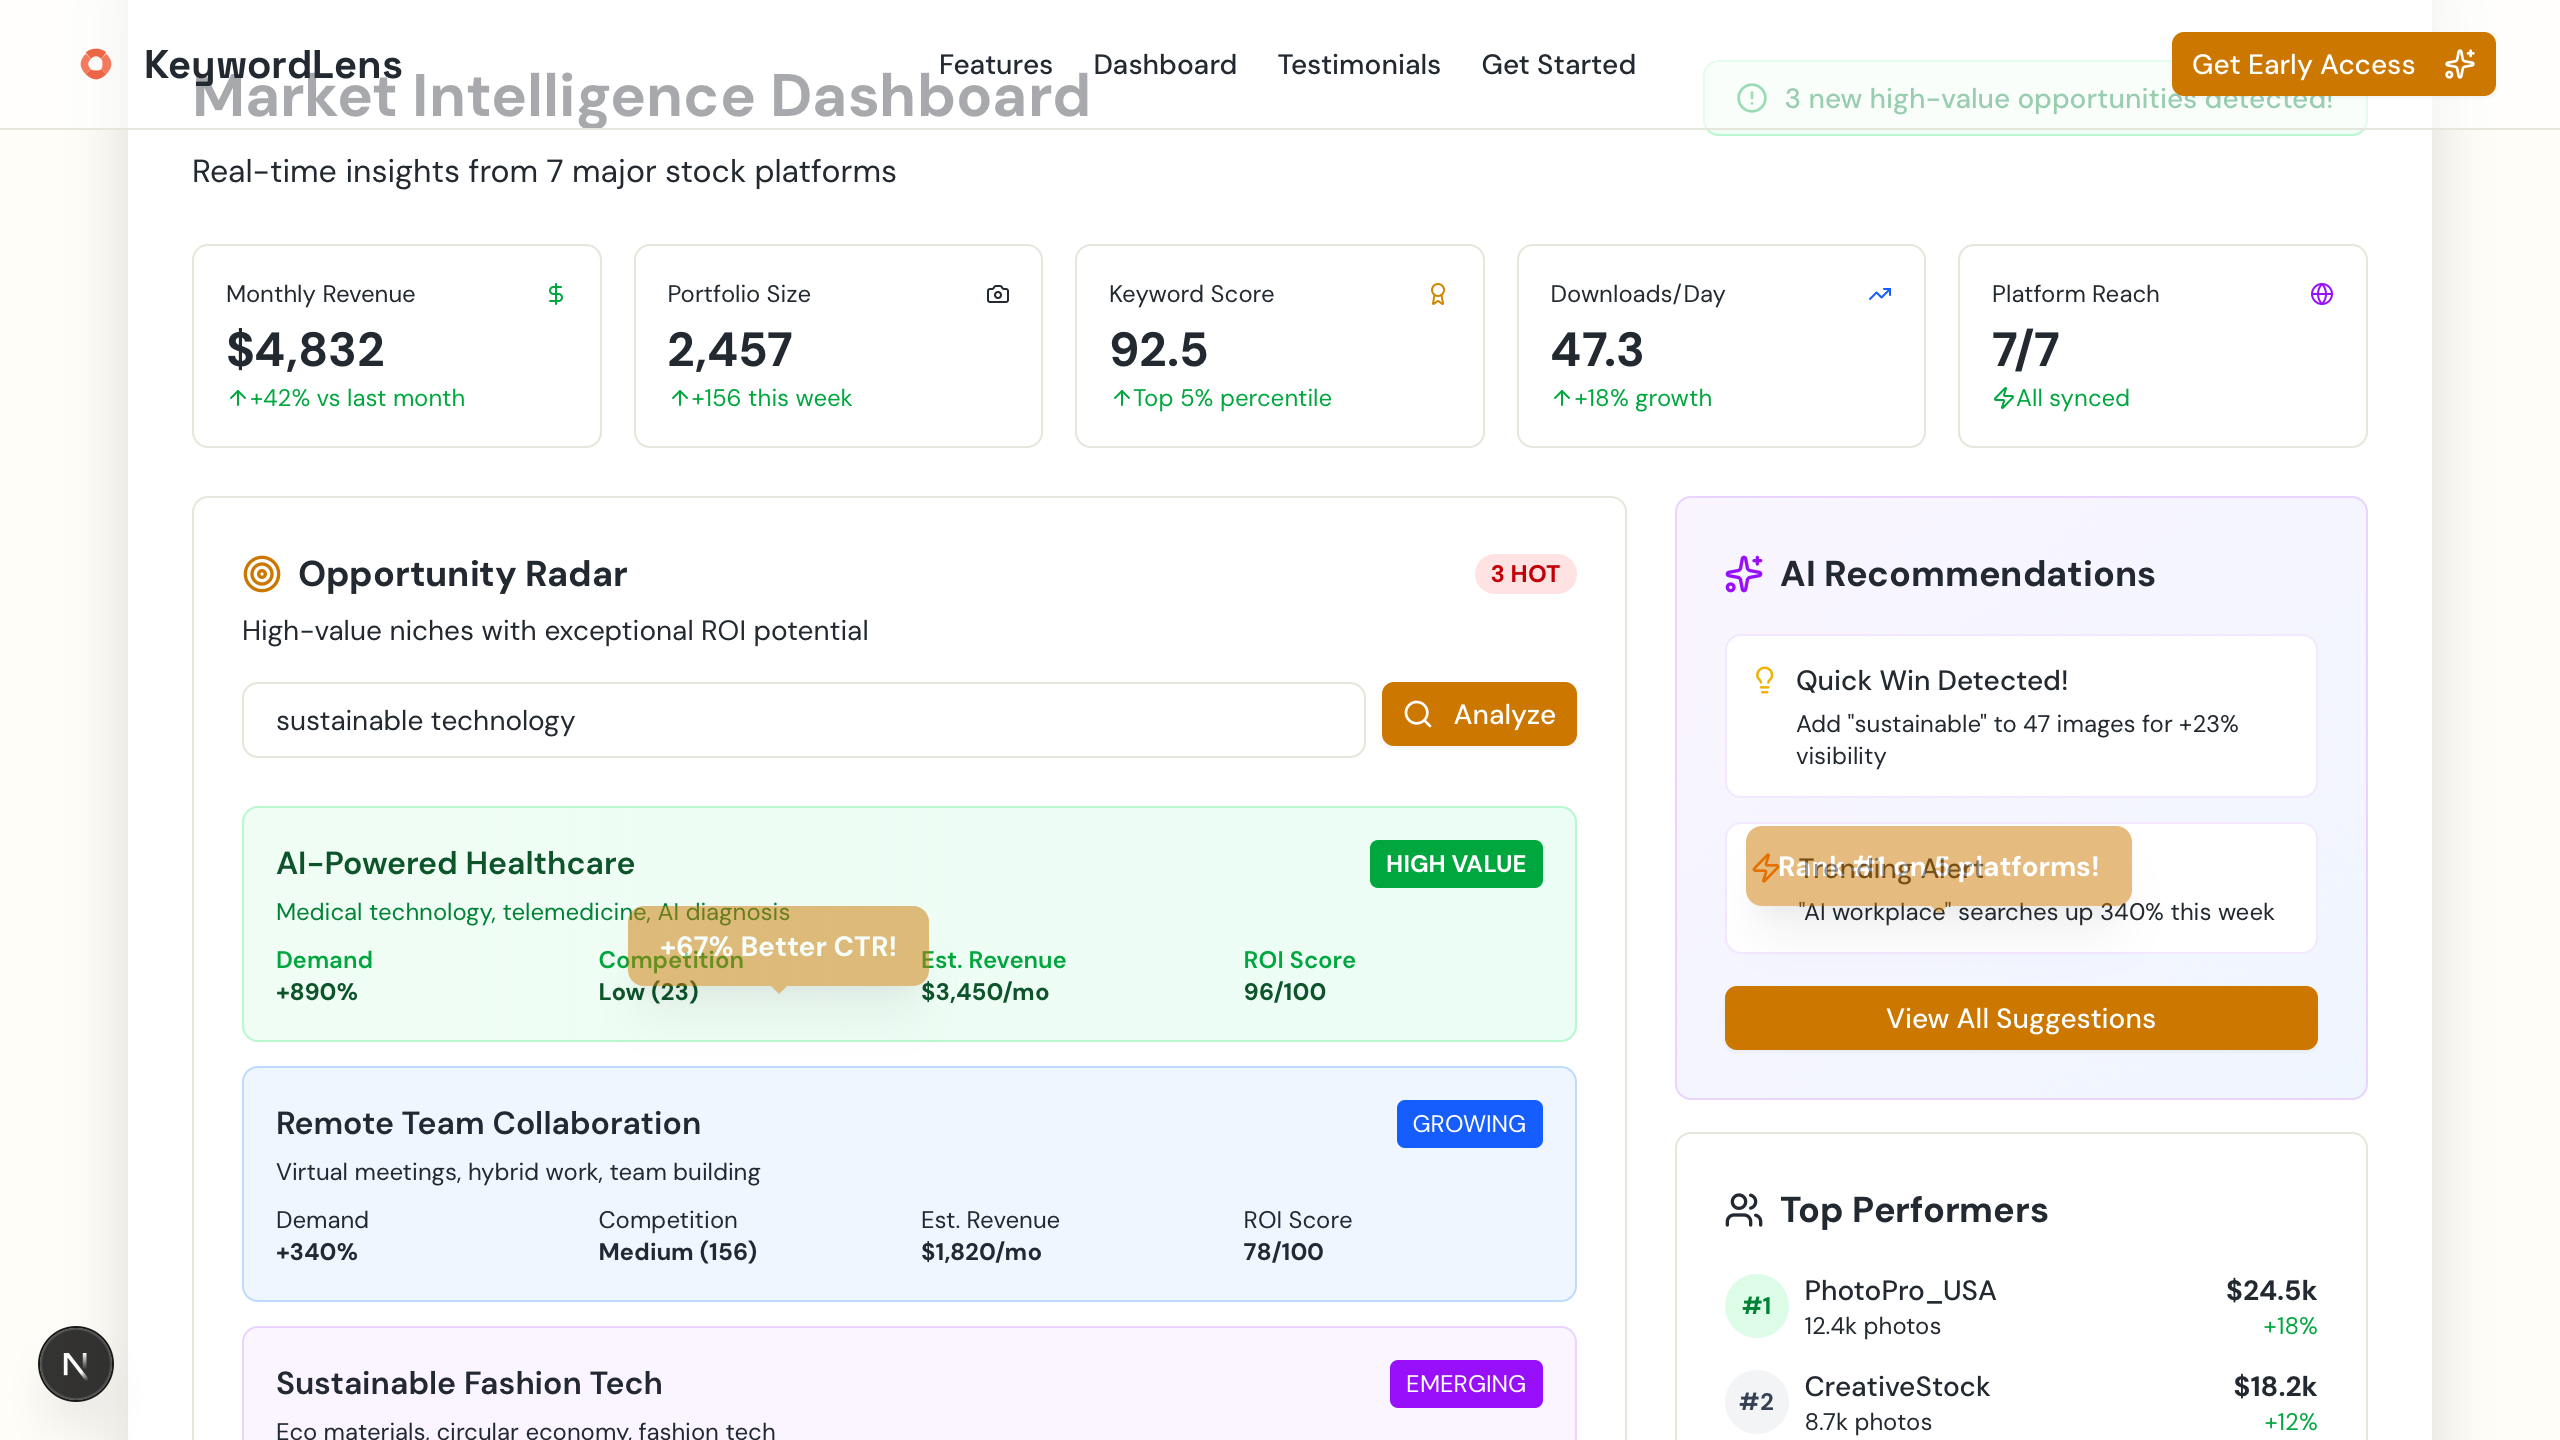 KeywordLens
Features
Dashboard
Testimonials
Get Started
Get Early Access
Market Intelligence Dashboard
3 new high-value opportunities detected!
Real-time insights from 7 major stock platforms
Monthly Revenue
$4,832
+42% vs last month
Portfolio Size
2,457
+156 this week
Keyword Score
92.5
Top 5% percentile
Downloads/Day
47.3
+18% growth
Platform Reach
7/7
All synced
Opportunity Radar
3 HOT
High-value niches with exceptional ROI potential
sustainable technology
Analyze
AI-Powered Healthcare
HIGH VALUE
Medical technology, telemedicine, AI diagnosis
+67% Better CTR!
Demand
+890%
Competition
Low (23)
Est. Revenue
$3,450/mo
ROI Score
96/100
Remote Team Collaboration
GROWING
Virtual meetings, hybrid work, team building
Demand
+340%
Competition
Medium (156)
Est. Revenue
$1,820/mo
ROI Score
78/100
Sustainable Fashion Tech
EMERGING
Eco materials, circular economy, fashion tech
AI Recommendations
Quick Win Detected!
Add "sustainable" to 47 images for +23%
visibility
Rank #1 on 5 platforms!
Trending Alert
"AI workplace" searches up 340% this week
View All Suggestions
Top Performers
#1
PhotoPro_USA
12.4k photos
$24.5k
+18%
#2
CreativeStock
8.7k photos
$18.2k
+12%
N